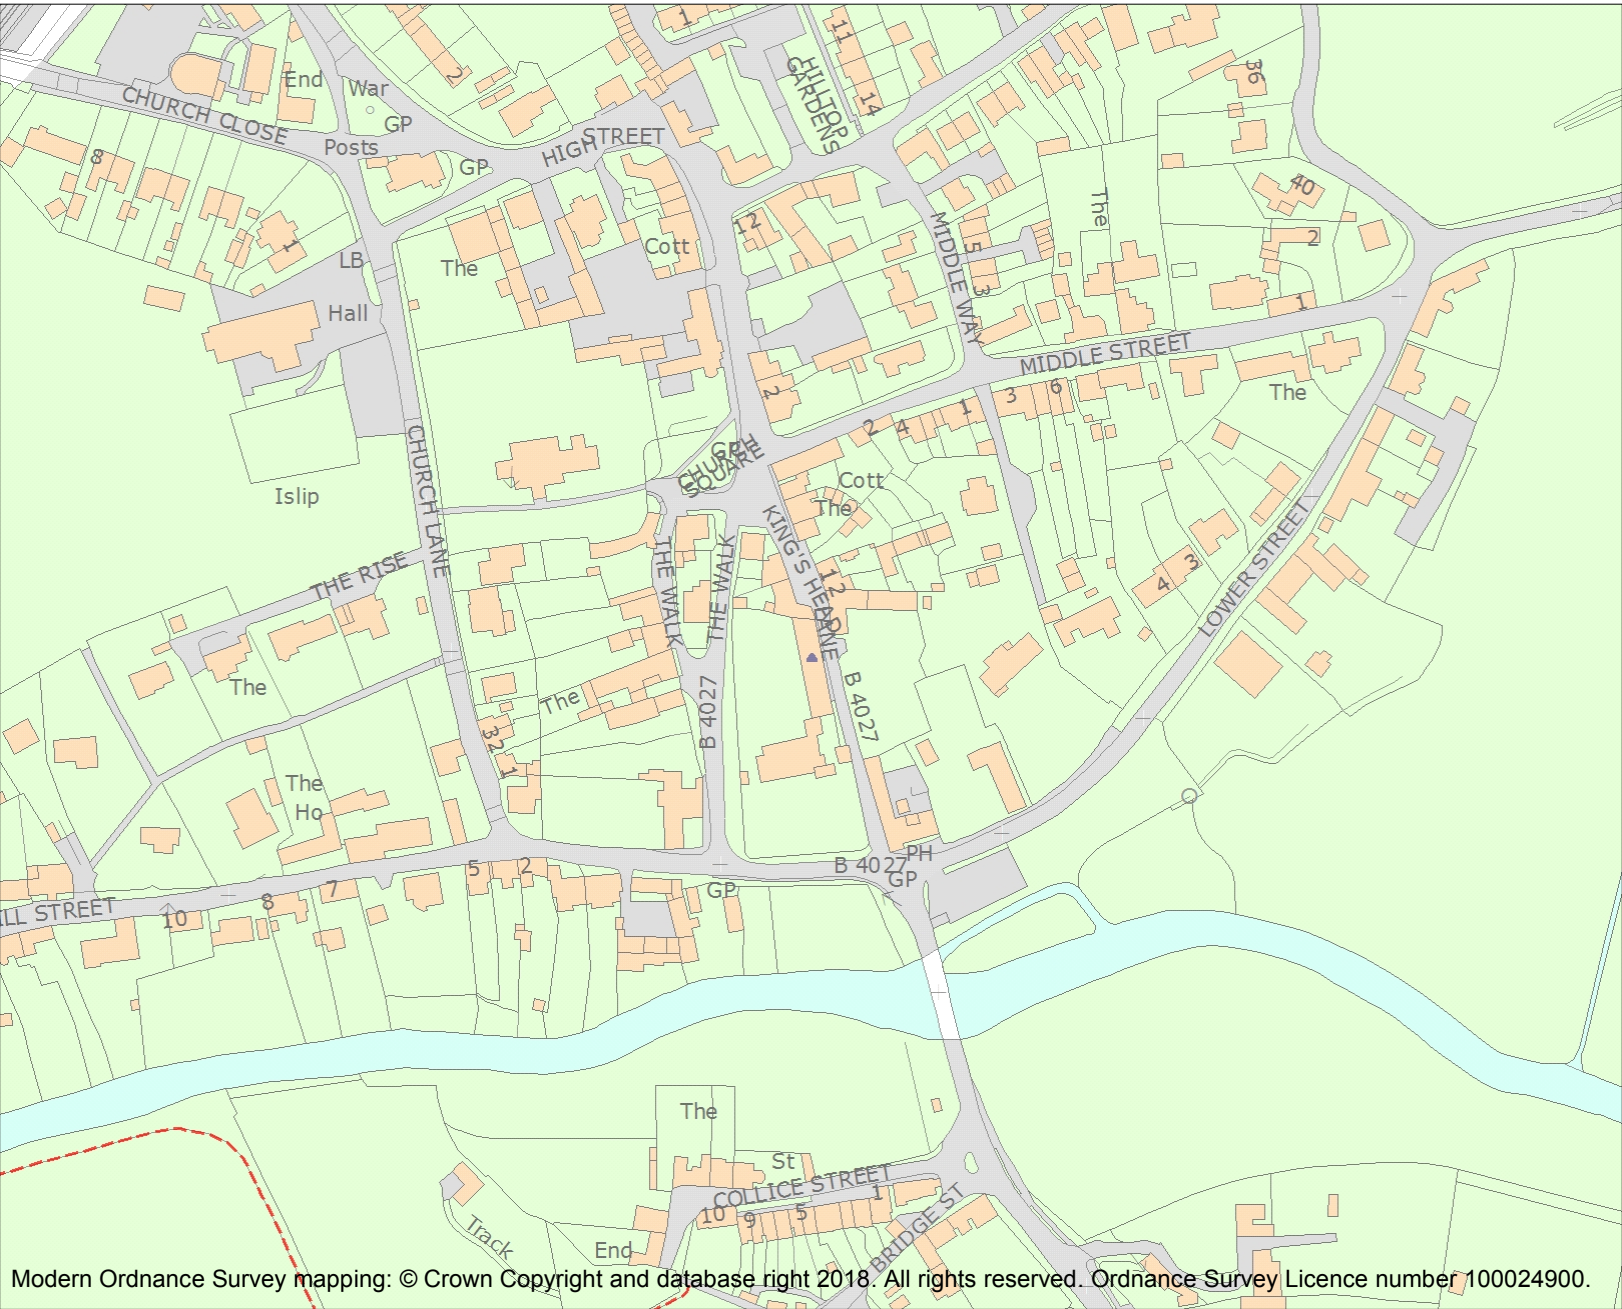 1
11
HILLTOP
GARDENS
14
2
End
War
GP
CHURCH CLOSE
Posts
HIGH STREET
GP
36
8
40
The
1
LB
The
Cott
12
MIDDLE WAY
5
3
2
1
Hall
MIDDLE STREET
2
The
6
3
1
4
2
GP
CHURCH
SQUARE
Cott
The
CHURCH LANE
Islip
KING'S HEAD
LANE
THE RISE
THE WALK
THE WALK
12
3
4
LOWER STREET
The
The
B 4027
B 4027
32
1
The
Ho
PH
B 4027
GP
GP
5
2
7
8
10
ILL STREET
The
St
COLLICE STREET
1
10
9
5
BRIDGE ST
Track
End
Modern Ordnance Survey mapping: © Crown Copyright and database right 2018. All rights reserved. Ordnance Survey Licence number 100024900.